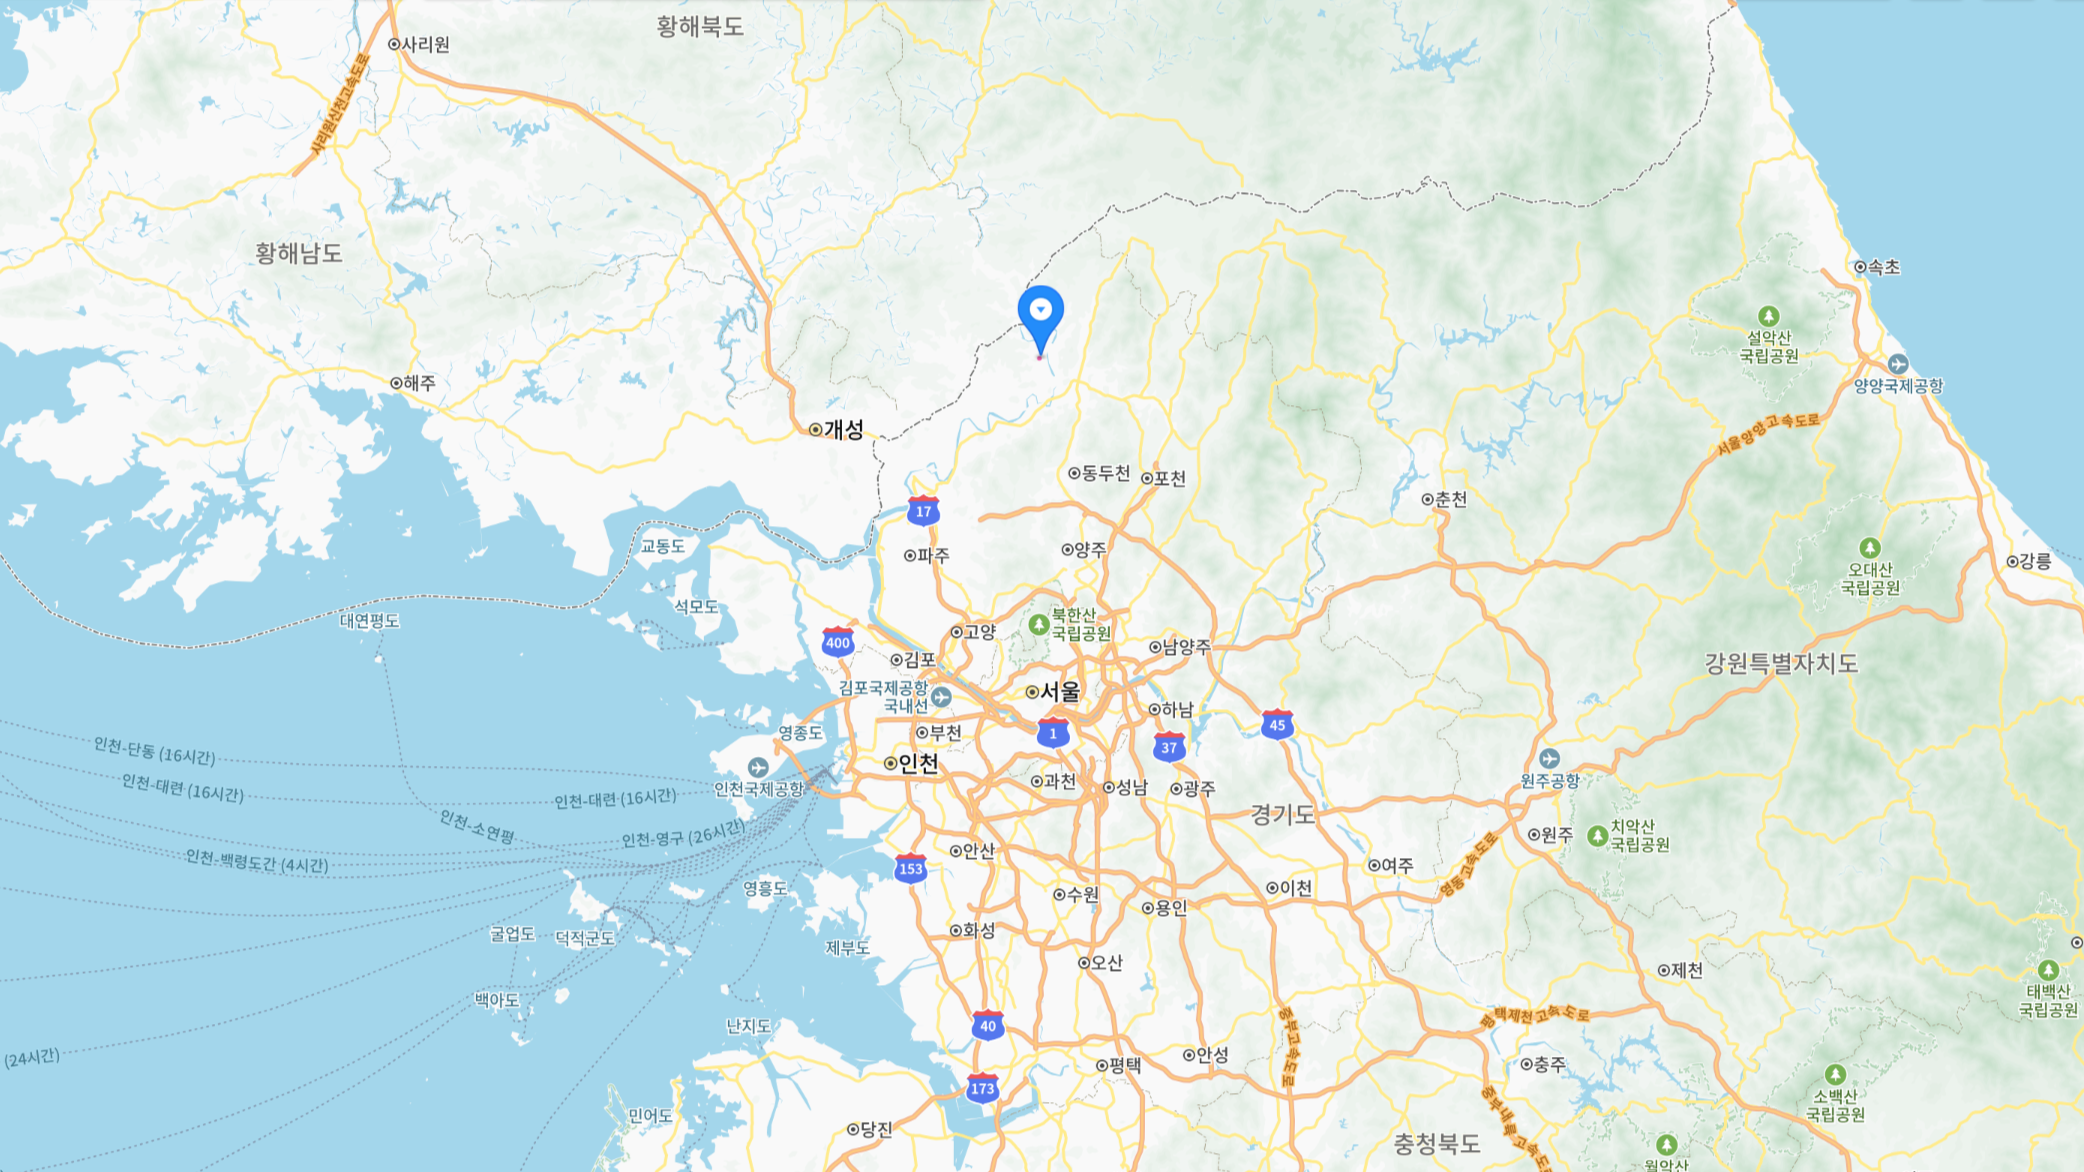 황해북도
사리원
사리원신천고속도로
황해남도
속초
설악산
국립공원
양양국제공항
해주
개성
서울양양고속도로
동두천
포천
춘천
17
교동도
파주
양주
오대산
국립공원
강릉
대연평도
석모도
400
고양
북한산
국립공원
김포
남양주
강원특별자치도
김포국제공항
국내선
서울
하남
45
영종도
부천
1
37
인천-단동 (16시간)
인천
인천국제공항
과천
성남
광주
원주공항
인천-대련 (16시간)
인천-대련 (16시간)
경기도
인천-소연평
인천-영구 (26시간)
원주
치악산
국립공원
인천-백령도간 (4시간)
153
안산
여주
영동고속도로
영흥도
수원
이천
용인
굴업도
덕적군도
제부도
화성
오산
제천
백아도
태백산
국립공원
난지도
40
중부고속도로
평택제천고속도로
(24시간)
평택
안성
충주
173
소백산
국립공원
민어도
당진
중부내륙고속도로
충청북도
월악산